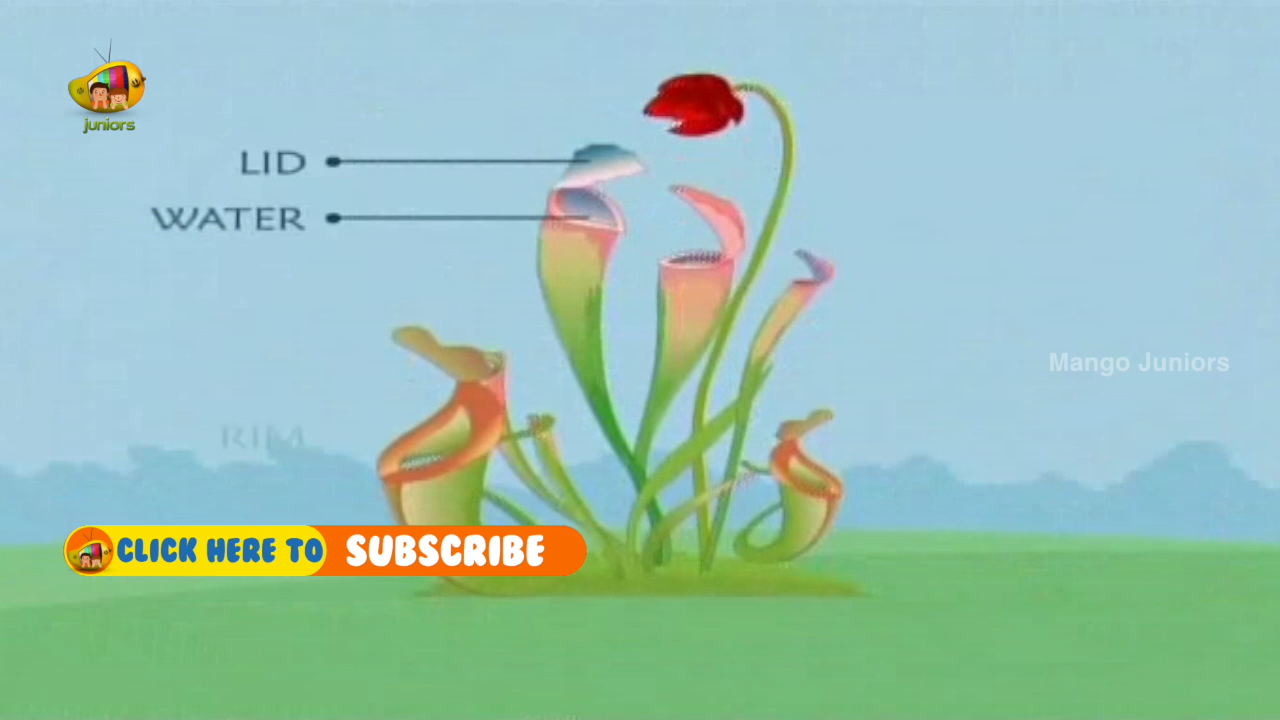 juniors
LID
WATER
Mango Juniors
RIM
CLICK HERE TO SUBSCRIBE